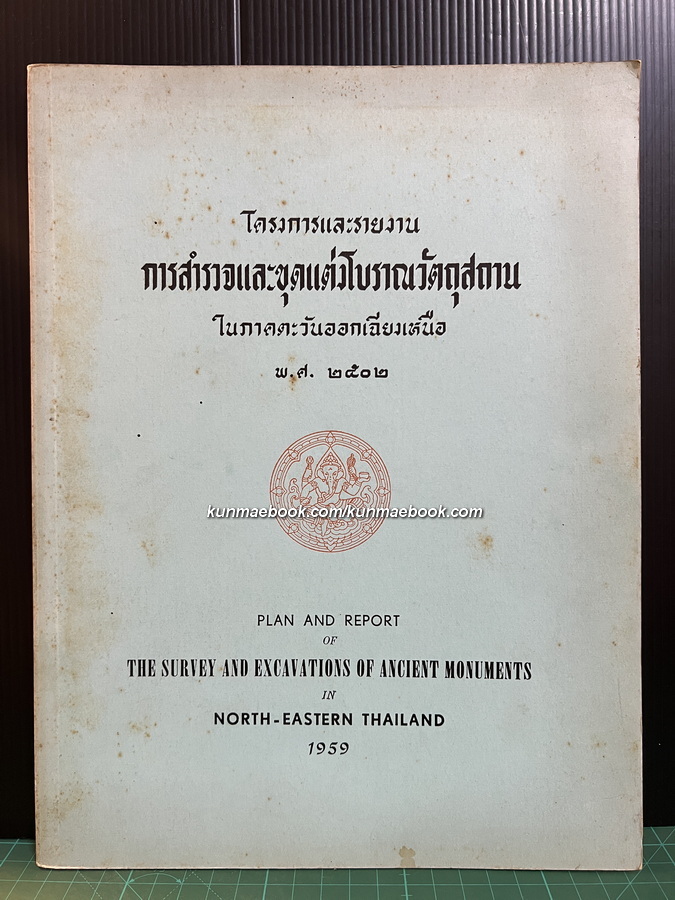 โครงการและรายงาน
การสำรวจและขุดแต่งโบราณวัตถุสถาน
ในภาคตะวันออกเฉียงเหนือ
พ.ศ. ๒๕๐๒
kunmaebook.com/kunmaebook.com
PLAN AND REPORT
OF
THE SURVEY AND EXCAVATIONS OF ANCIENT MONUMENTS
IN
NORTH-EASTERN THAILAND
1959